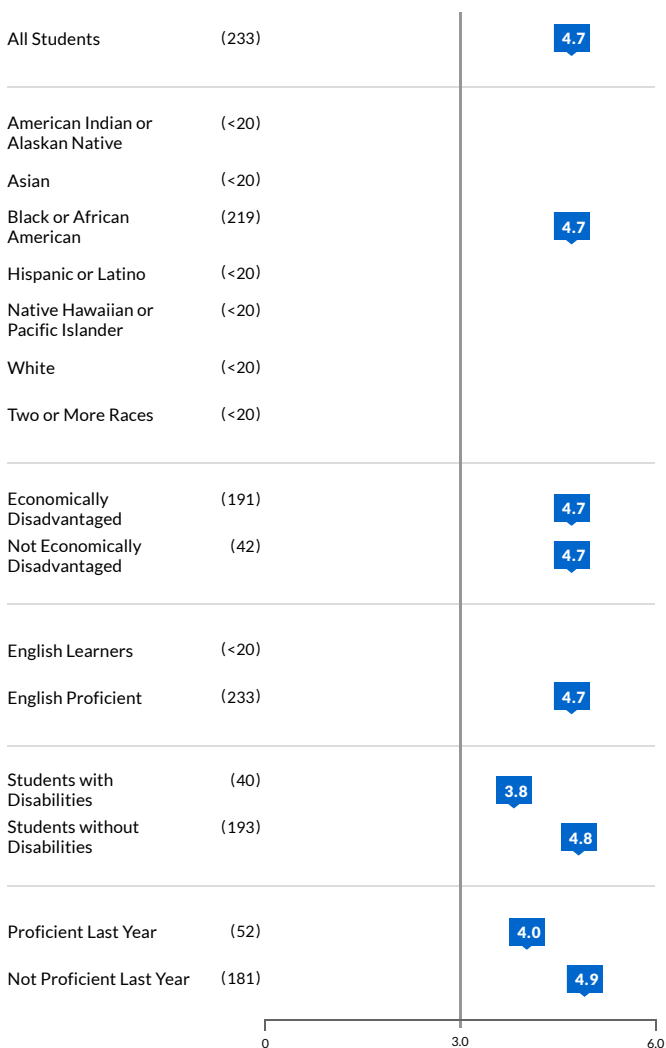 All Students (233) 4.7
American Indian or (<20)
Alaskan Native
Asian (<20)
Black or African (219) 4.7
American
Hispanic or Latino (<20)
Native Hawaiian or (<20)
Pacific Islander
White (<20)
Two or More Races (<20)
Economically (191) 4.7
Disadvantaged
Not Economically (42) 4.7
Disadvantaged
English Learners (<20)
English Proficient (233) 4.7
Students with (40) 3.8
Disabilities
Students without (193) 4.8
Disabilities
Proficient Last Year (52) 4.0
Not Proficient Last Year (181) 4.9
0 3.0 6.0